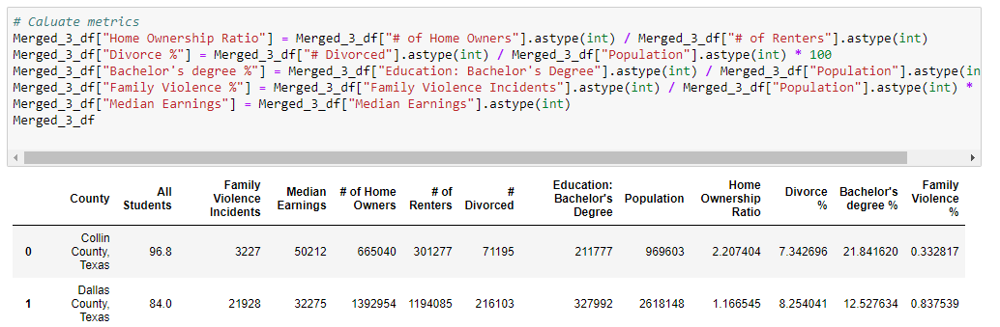 # Caluate metrics
Merged_3_df["Home Ownership Ratio"] = Merged_3_df["# of Home Owners"].astype(int) / Merged_3_df["# of Renters"].astype(int)
Merged_3_df["Divorce %"] = Merged_3_df["# Divorced"].astype(int) / Merged_3_df["Population"].astype(int) * 100
Merged_3_df["Bachelor's degree %"] = Merged_3_df["Education: Bachelor's Degree"].astype(int) / Merged_3_df["Population"].astype(in
Merged_3_df["Family Violence %"] = Merged_3_df["Family Violence Incidents"].astype(int) / Merged_3_df["Population"].astype(int) *
Merged_3_df["Median Earnings"] = Merged_3_df["Median Earnings"].astype(int)
Merged_3_df
County All Students Family Violence Incidents Median Earnings # of Home Owners # of Renters # Divorced Education: Bachelor's Degree Population Home Ownership Ratio Divorce % Bachelor's degree % Family Violence %
0 Collin County, Texas 96.8 3227 50212 665040 301277 71195 211777 969603 2.207404 7.342696 21.841620 0.332817
1 Dallas County, Texas 84.0 21928 32275 1392954 1194085 216103 327992 2618148 1.166545 8.254041 12.527634 0.837539